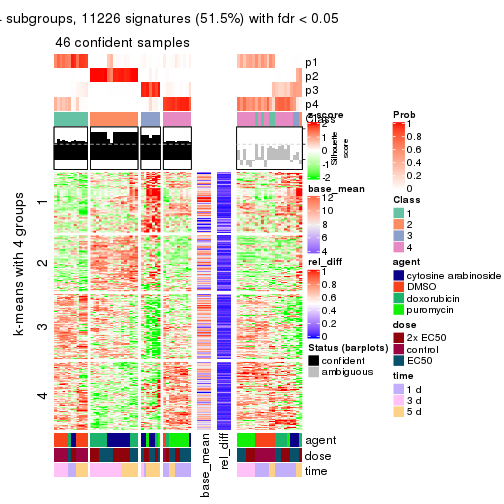 4 subgroups, 11226 signatures (51.5%) with fdr < 0.05
46 confident samples
p1
p2
p3
p4
Class
z-score
2
1
0
-1
-2
Silhouette
score
k-means with 4 groups
1
2
3
4
base_mean
12
10
8
6
4
rel_diff
1
0.8
0.6
0.4
0.2
0
Status (barplots)
confident
ambiguous
Prob
1
0.8
0.6
0.4
0.2
0
Class
1
2
3
4
agent
cytosine arabinoside
DMSO
doxorubicin
puromycin
dose
2x EC50
control
EC50
time
1 d
3 d
5 d
agent
dose
time
base_mean
rel_diff